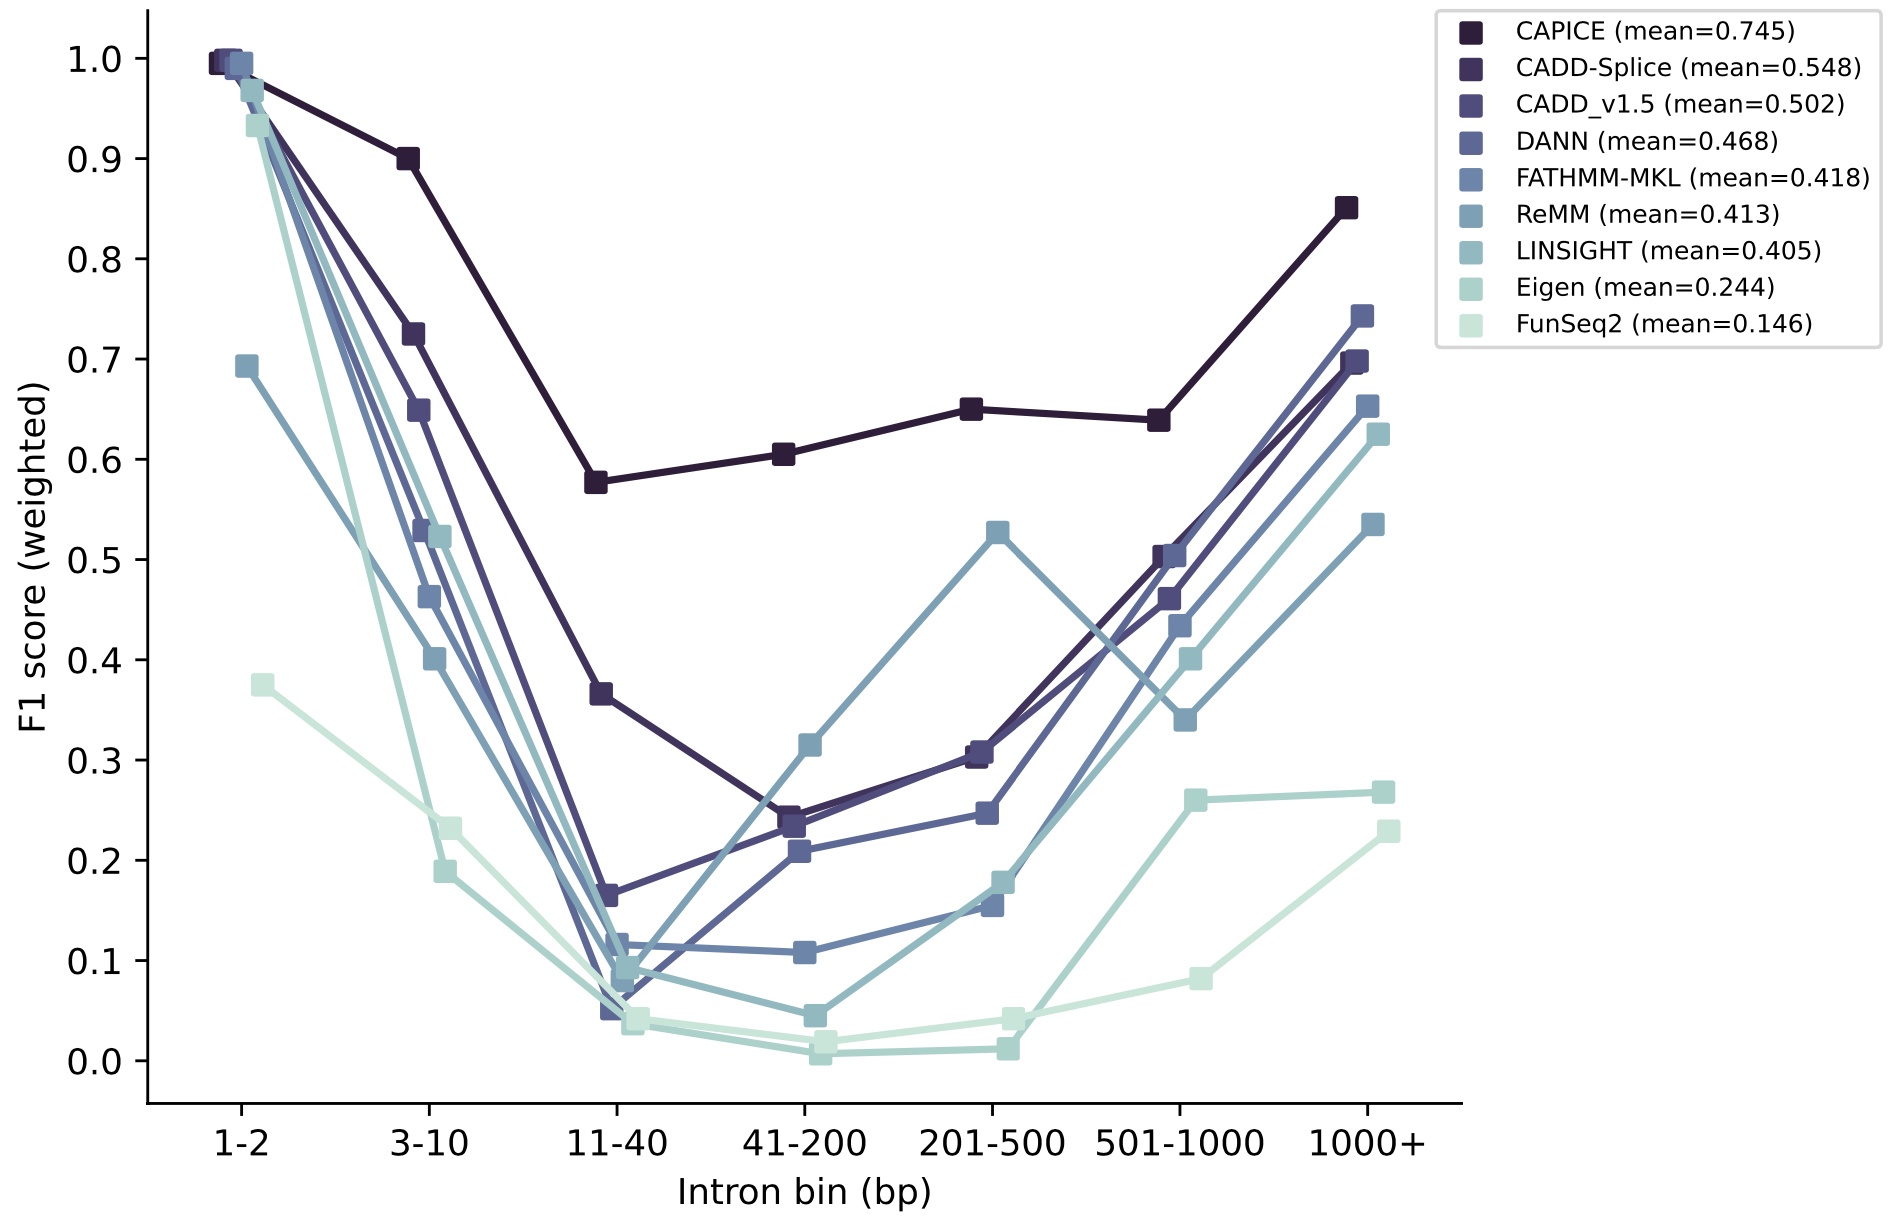 1.0
0.9
0.8
0.7
0.6
0.5
0.4
0.3
0.2
0.1
0.0
F1 score (weighted)
1-2 3-10 11-40 41-200 201-500 501-1000 1000+
Intron bin (bp)
CAPICE (mean=0.745)
CADD-Splice (mean=0.548)
CADD_v1.5 (mean=0.502)
DANN (mean=0.468)
FATHMM-MKL (mean=0.418)
ReMM (mean=0.413)
LINSIGHT (mean=0.405)
Eigen (mean=0.244)
FunSeq2 (mean=0.146)